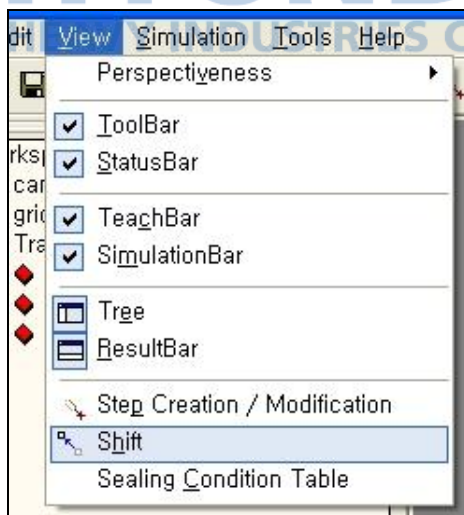 dit View Simulation Tools Help
Perspectiveness
ToolBar
StatusBar
TeachBar
SimulationBar
Tree
ResultBar
Step Creation / Modification
Shift
Sealing Condition Table